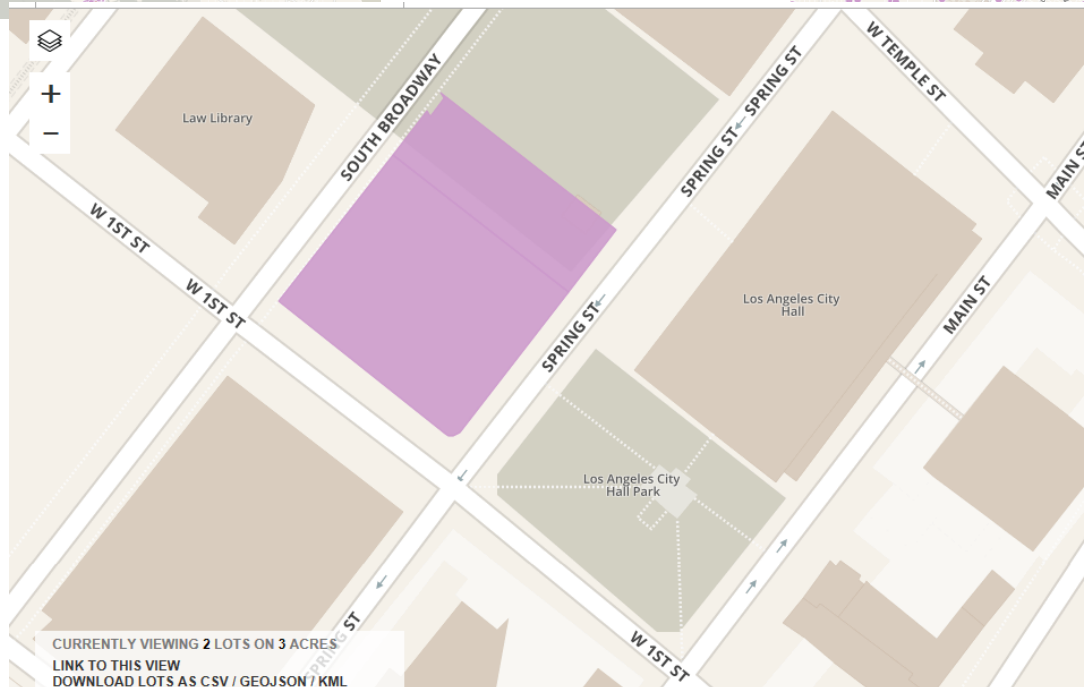 +
−
Law Library
SOUTH BROADWAY
W 1ST ST
W 1ST ST
SPRING ST
SPRING ST
SPRING ST
W TEMPLE ST
MAIN ST
MAIN ST
Los Angeles City
Hall
Los Angeles City
Hall Park
SPRING ST
W 1ST ST
CURRENTLY VIEWING 2 LOTS ON 3 ACRES
LINK TO THIS VIEW
DOWNLOAD LOTS AS CSV / GEOJSON / KML